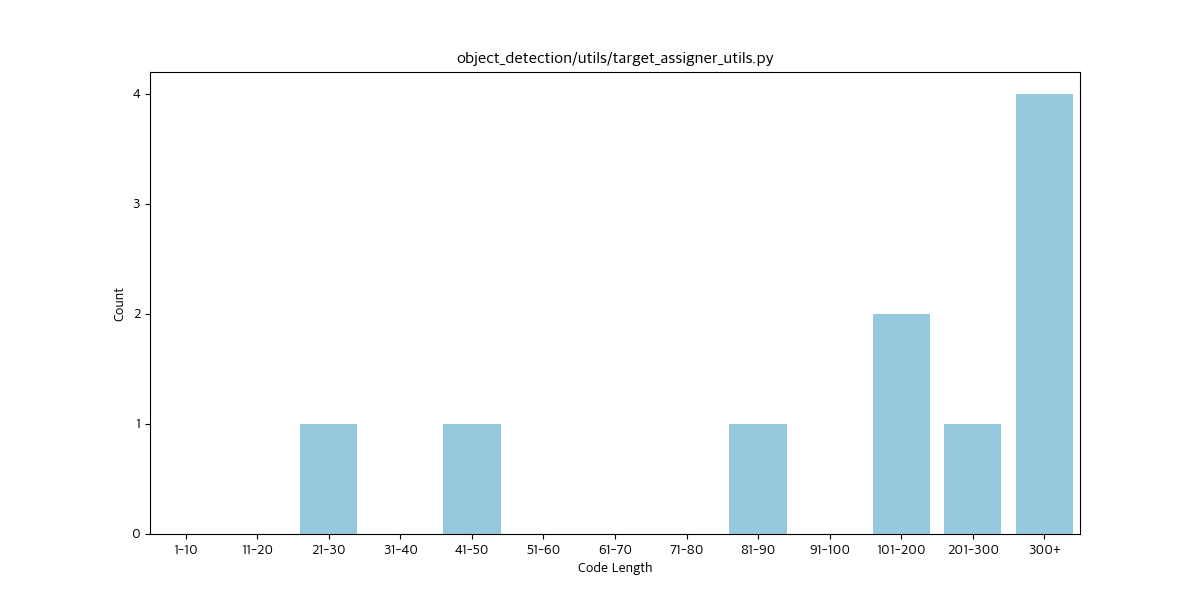 object_detection/utils/target_assigner_utils.py
4
3
2
1
0
Count
1-10 11-20 21-30 31-40 41-50 51-60 61-70 71-80 81-90 91-100 101-200 201-300 300+
Code Length